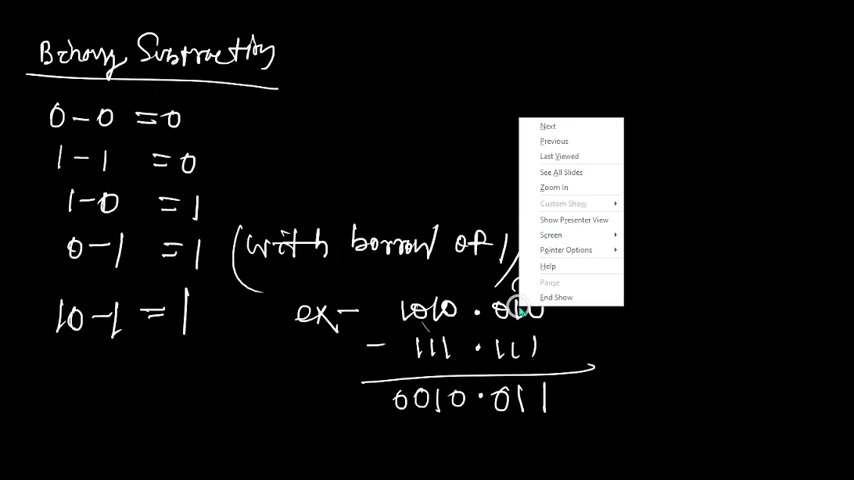 Binary Subtraction
0-0 =0
1-1 =0
1-0 =1
0-1 =1 (with borrow of 1
10-1 = 1
ex- 1010.010
- 111.111
0010.011
Next
Previous
Last Viewed
See All Slides
Zoom In
Custom Show
Show Presenter View
Screen
Pointer Options
Help
Pause
End Show